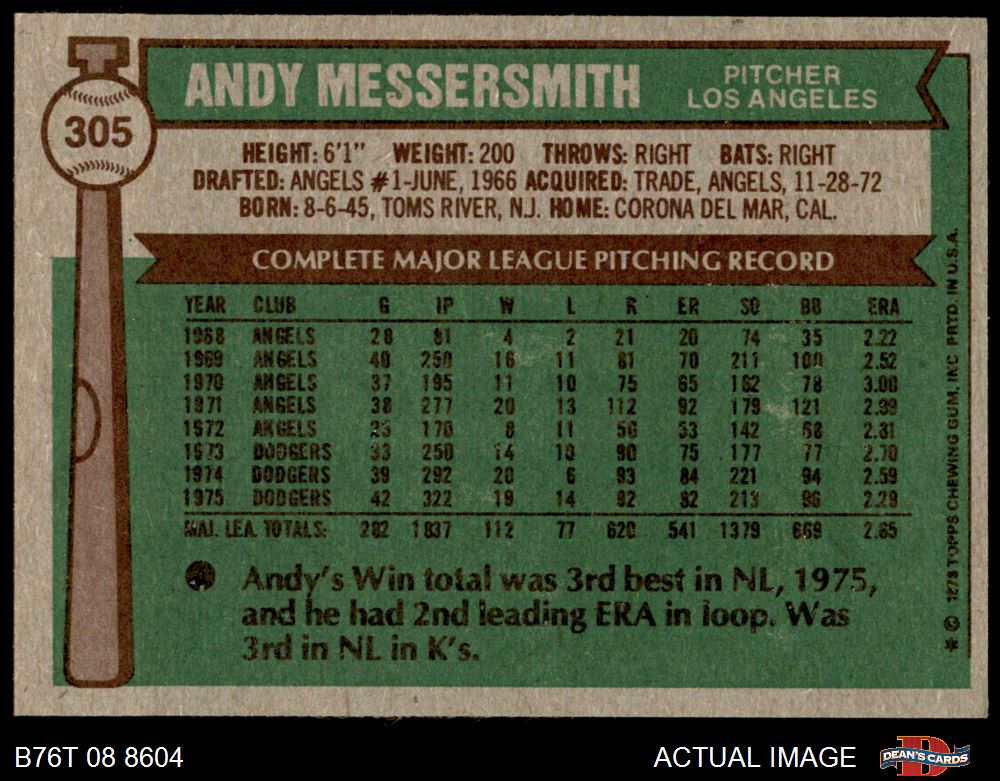 305
ANDY MESSERSMITH
PITCHER
LOS ANGELES
HEIGHT: 6'1" WEIGHT: 200 THROWS: RIGHT BATS: RIGHT
DRAFTED: ANGELS #1-JUNE, 1966 ACQUIRED: TRADE, ANGELS, 11-28-72
BORN: 8-6-45, TOMS RIVER, N.J. HOME: CORONA DEL MAR, CAL.
COMPLETE MAJOR LEAGUE PITCHING RECORD
YEAR CLUB G IP W L R ER SO BB ERA
1968 ANGELS 28 81 4 2 21 20 74 35 2.22
1969 ANGELS 40 250 16 11 81 70 211 100 2.52
1970 ANGELS 37 195 11 10 75 65 162 78 3.00
1971 ANGELS 38 277 20 13 112 92 179 121 2.99
1972 ANGELS 25 170 8 11 56 53 142 68 2.81
1973 DODGERS 33 250 14 10 90 75 177 77 2.70
1974 DODGERS 39 292 20 6 93 84 221 94 2.59
1975 DODGERS 42 322 19 14 92 82 213 96 2.29
MAJ. LEA. TOTALS: 282 1837 112 77 620 541 1379 669 2.65
Andy's Win total was 3rd best in NL, 1975,
and he had 2nd leading ERA in loop. Was
3rd in NL in K's.
* © TOPPS CHEWING GUM, INC PRTD. IN U.S.A.
B76T 08 8604
ACTUAL IMAGE
DEAN'S CARDS